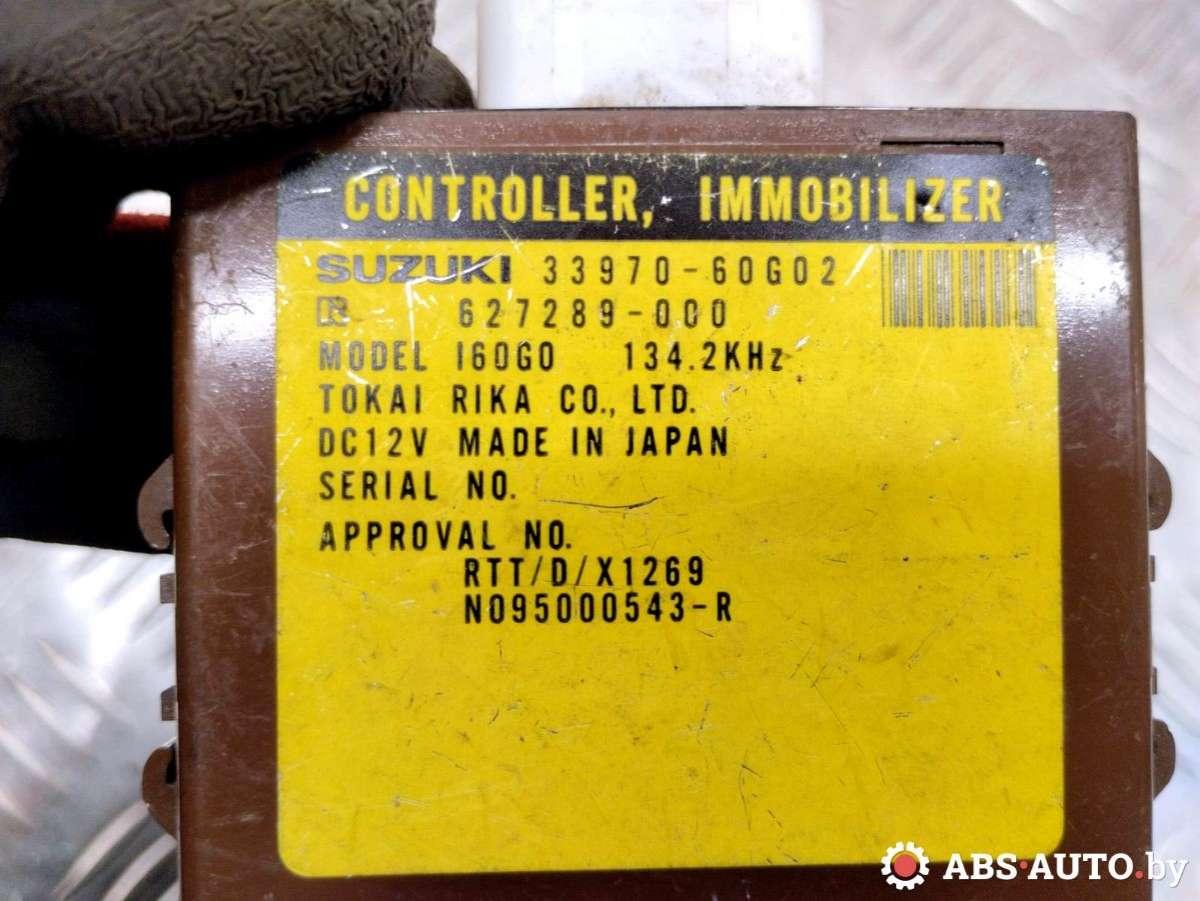 CONTROLLER, IMMOBILIZER
SUZUKI 33970-60G02
R 627289-000
MODEL I60G0 134.2KHz
TOKAI RIKA CO., LTD.
DC12V MADE IN JAPAN
SERIAL NO.
APPROVAL NO.
RTT/D/X1269
N095000543-R
ABS-AUTO.by